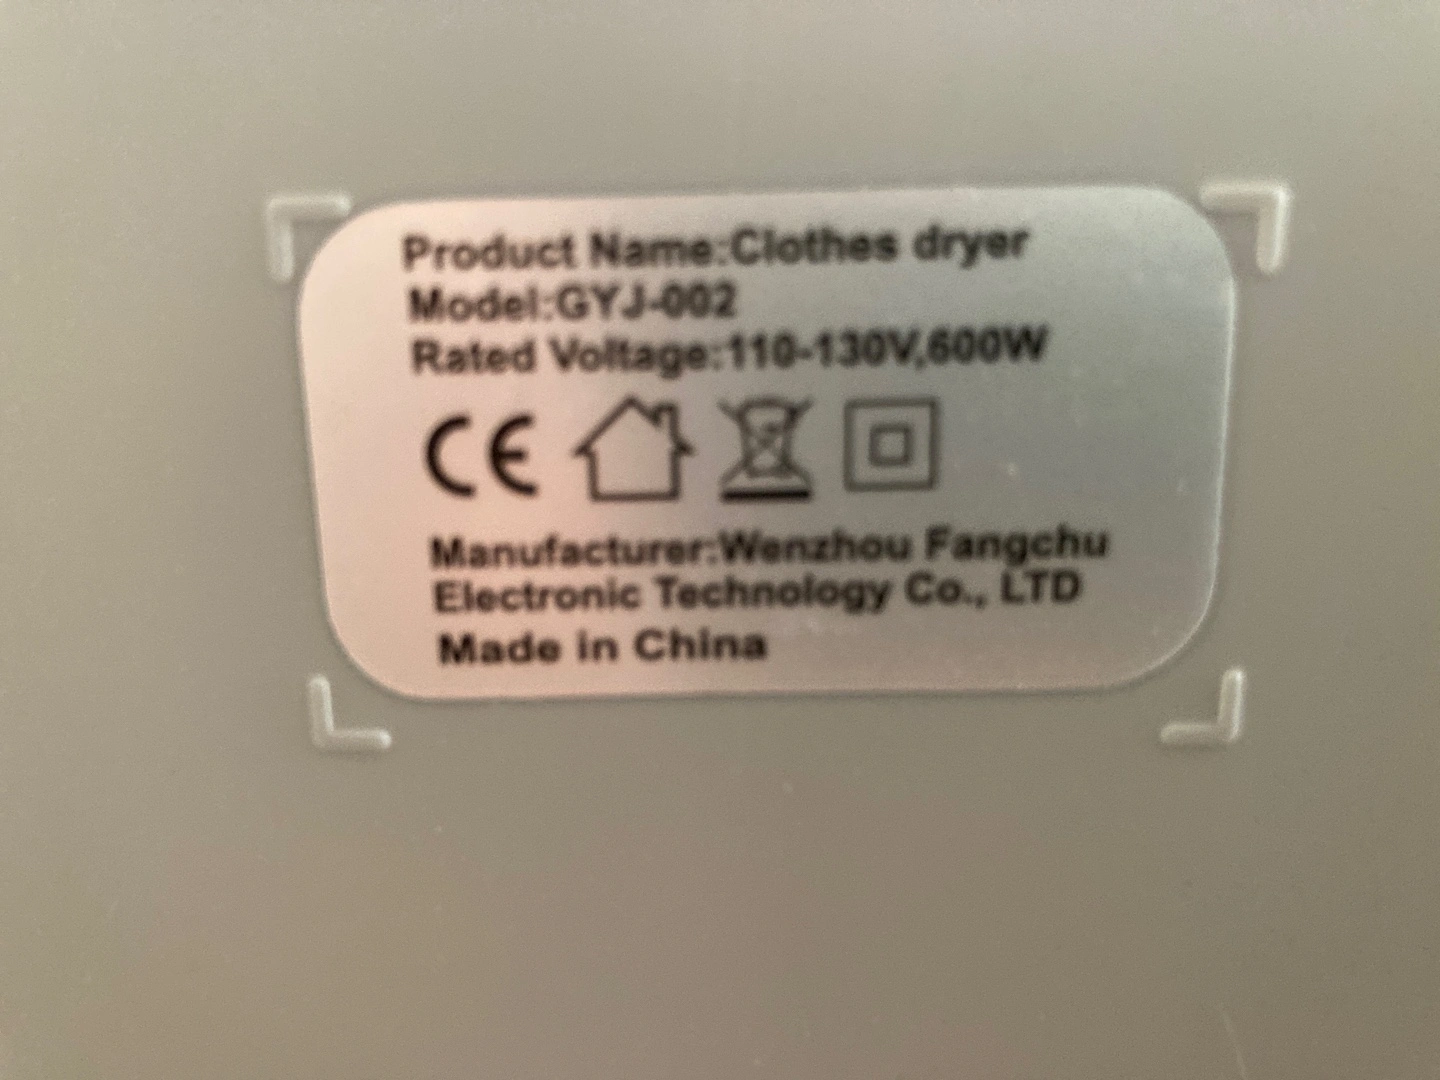 Product Name:Clothes dryer
Model:GYJ-002
Rated Voltage:110-130V,600W
CE
Manufacturer:Wenzhou Fangchu
Electronic Technology Co., LTD
Made in China